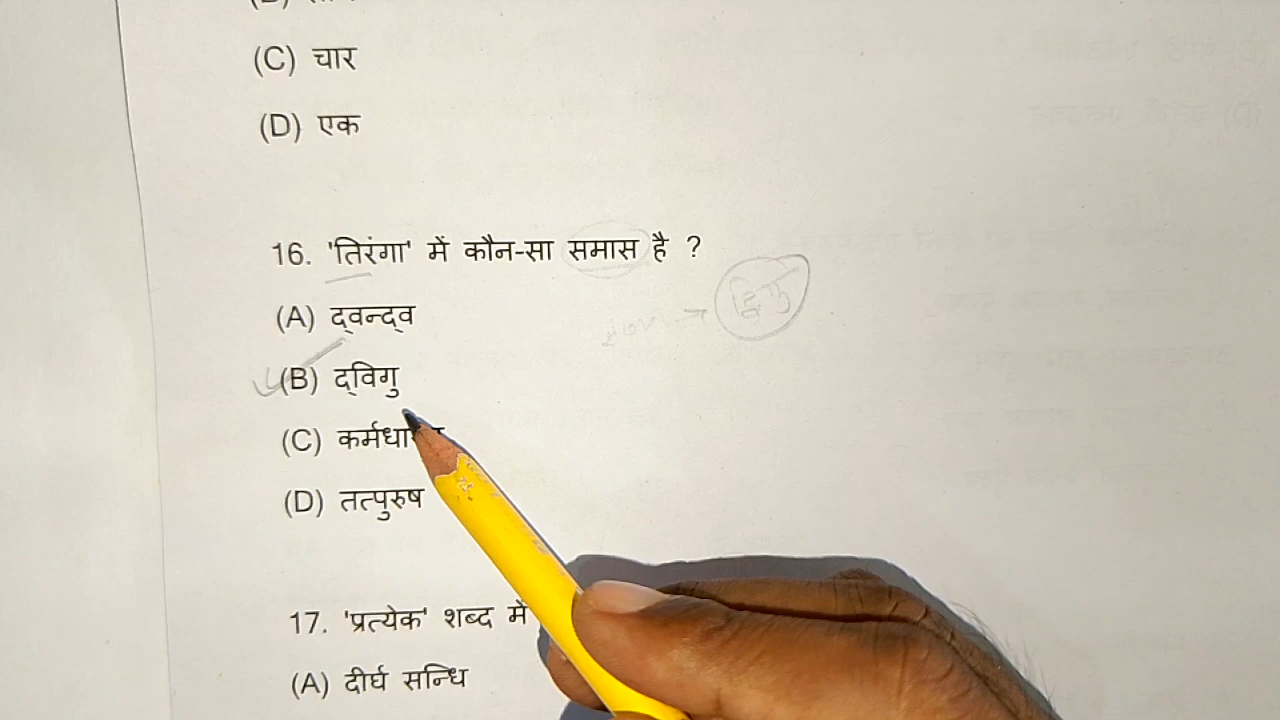 (C) चार
(D) एक
16. 'तिरंगा' में कौन-सा समास है ?
(A) द्वन्द्व
(B) द्विगु
(C) कर्मधा
(D) तत्पुरुष
17. 'प्रत्येक' शब्द में
(A) दीर्घ सन्धि